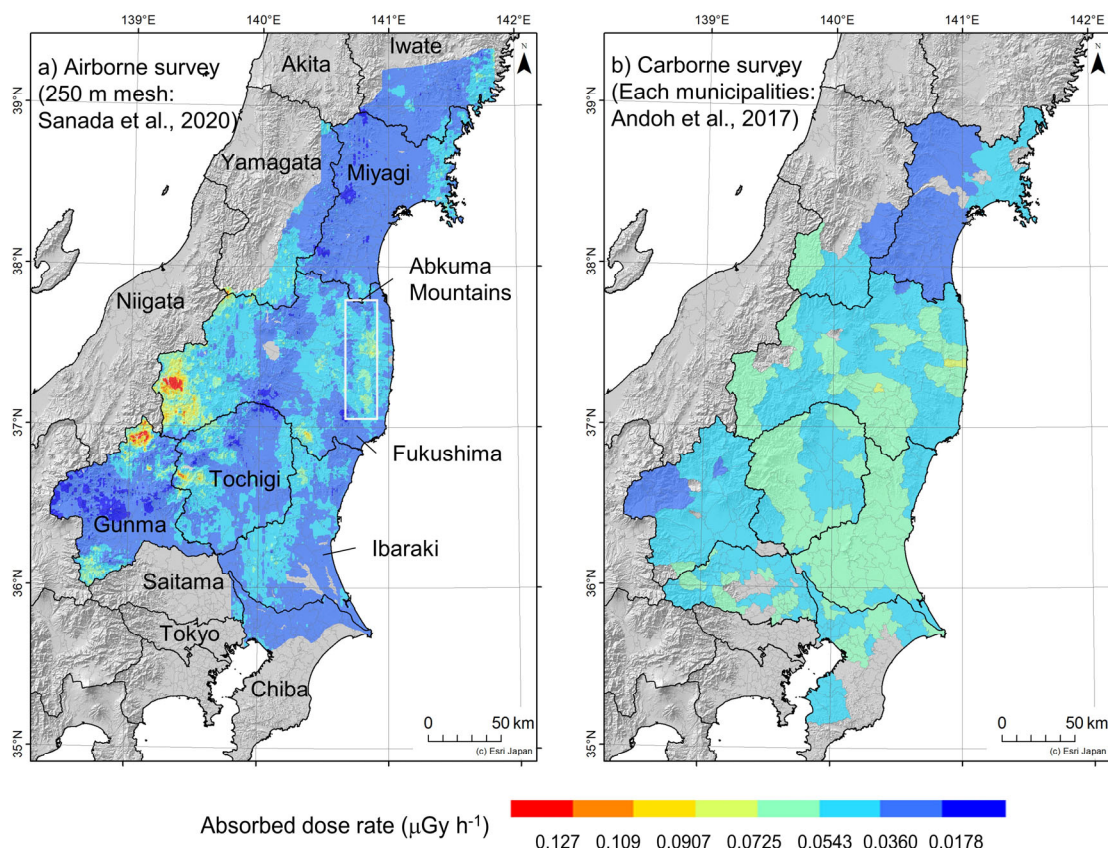 139°E
140°E
141°E
142°E
139°E
140°E
141°E
142°E
a) Airborne survey
(250 m mesh:
Sanada et al., 2020)
b) Carborne survey
(Each municipalities:
Andoh et al., 2017)
N
N
Iwate
Akita
Yamagata
Miyagi
Niigata
Abkuma
Mountains
Fukushima
Tochigi
Gunma
Ibaraki
Saitama
Tokyo
Chiba
39°N
38°N
37°N
36°N
35°N
39°N
38°N
37°N
36°N
35°N
0 50 km
(c) Esri Japan
0 50 km
(c) Esri Japan
Absorbed dose rate (μGy h-1)
0.127 0.109 0.0907 0.0725 0.0543 0.0360 0.0178